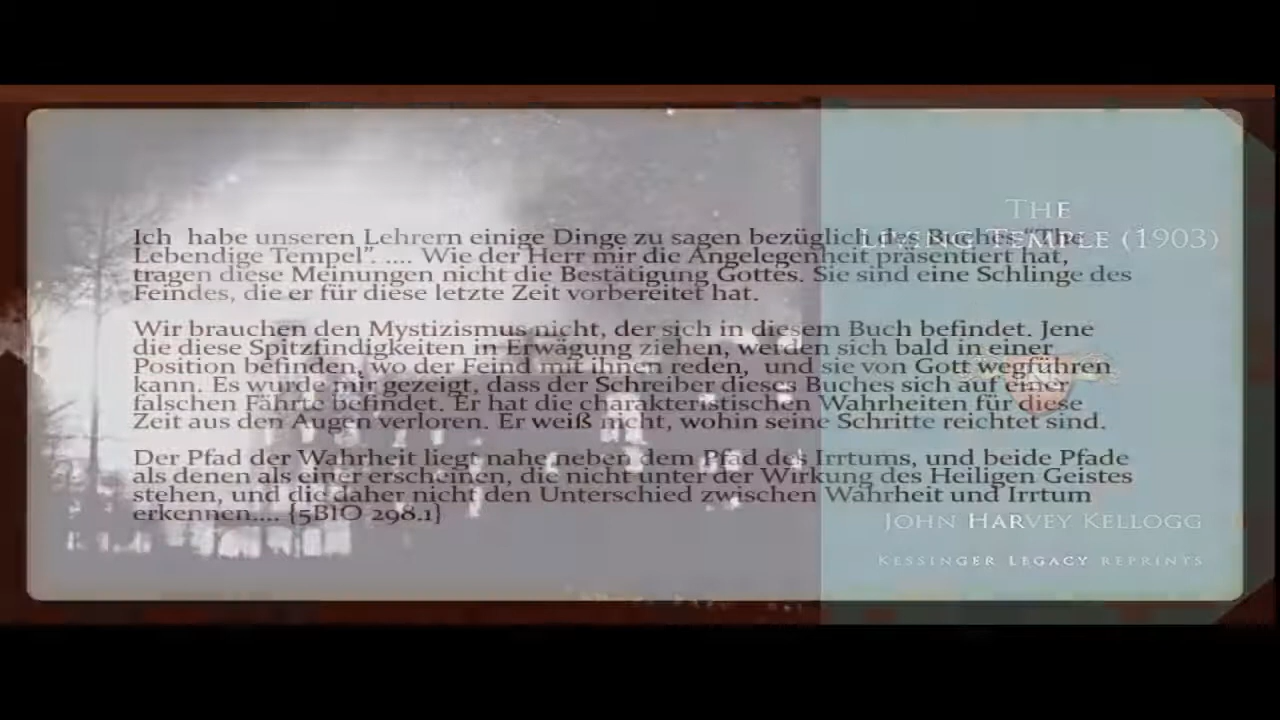 Ich habe unseren Lehrern einige Dinge zu sagen bezüglich des Buches “The
Lebendige Tempel”. .... Wie der Herr mir die Angelegenheit präsentiert hat,
tragen diese Meinungen nicht die Bestätigung Gottes. Sie sind eine Schlinge des
Feindes, die er für diese letzte Zeit vorbereitet hat.
Wir brauchen den Mystizismus nicht, der sich in diesem Buch befindet. Jene
die diese Spitzfindigkeiten in Erwägung ziehen, werden sich bald in einer
Position befinden, wo der Feind mit ihnen reden, und sie von Gott wegführen
kann. Es wurde mir gezeigt, dass der Schreiber dieses Buches sich auf einer
falschen Fährte befindet. Er hat die charakteristischen Wahrheiten für diese
Zeit aus den Augen verloren. Er weiß nicht, wohin seine Schritte reichtet sind.
Der Pfad der Wahrheit liegt nahe neben dem Pfad des Irrtums, und beide Pfade
als denen als einer erscheinen, die nicht unter der Wirkung des Heiligen Geistes
stehen, und die daher nicht den Unterschied zwischen Wahrheit und Irrtum
erkennen.... {5BIO 298.1}
THE
LIVING TEMPLE (1903)
JOHN HARVEY KELLOGG
KESSINGER LEGACY REPRINTS